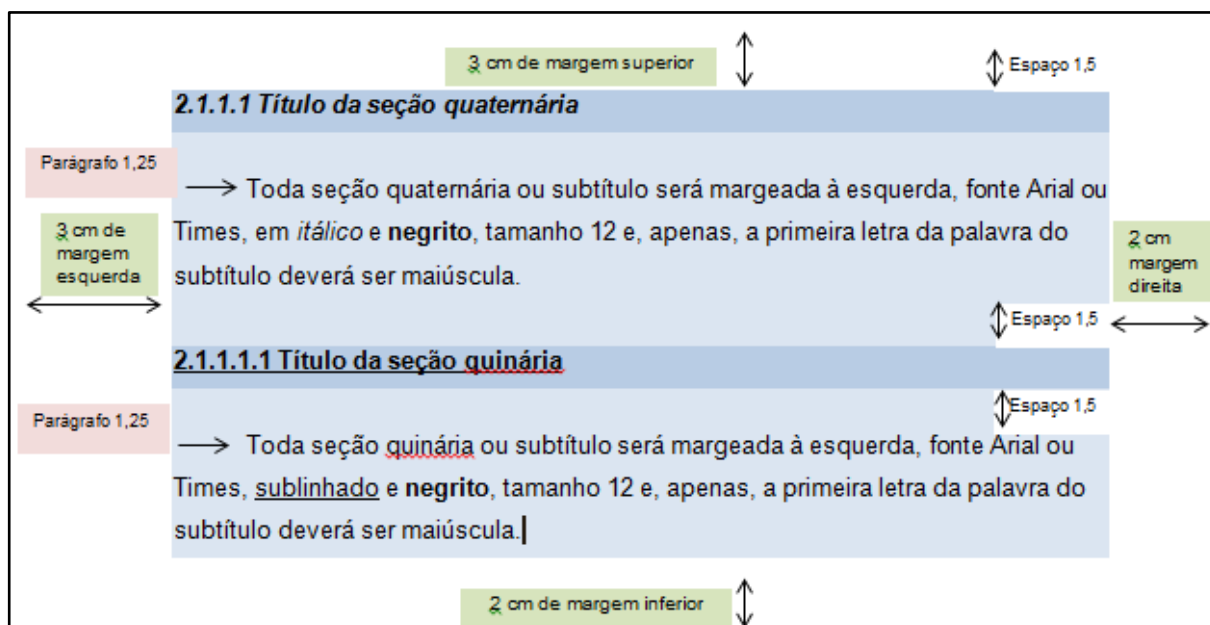 3 cm de margem superior
Espaço 1,5
2.1.1.1 Título da seção quaternária
Parágrafo 1,25
Toda seção quaternária ou subtítulo será margeada à esquerda, fonte Arial ou
Times, em itálico e negrito, tamanho 12 e, apenas, a primeira letra da palavra do
subtítulo deverá ser maiúscula.
3 cm de
margem
esquerda
2 cm
margem
direita
Espaço 1,5
2.1.1.1.1 Título da seção quinária
Espaço 1,5
Parágrafo 1,25
Toda seção quinária ou subtítulo será margeada à esquerda, fonte Arial ou
Times, sublinhado e negrito, tamanho 12 e, apenas, a primeira letra da palavra do
subtítulo deverá ser maiúscula.
2 cm de margem inferior